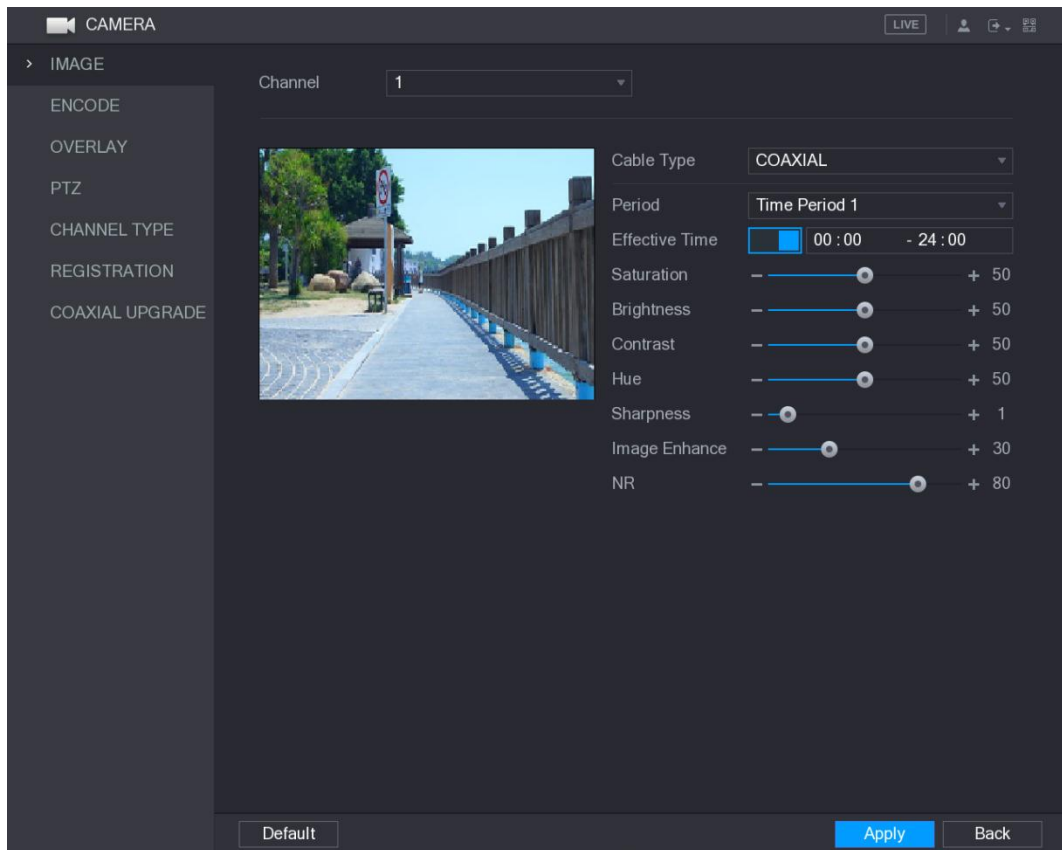 CAMERA
LIVE
IMAGE
ENCODE
OVERLAY
PTZ
CHANNEL TYPE
REGISTRATION
COAXIAL UPGRADE
Channel 1
Cable Type COAXIAL
Period Time Period 1
Effective Time 00 : 00 - 24 : 00
Saturation 50
Brightness 50
Contrast 50
Hue 50
Sharpness 1
Image Enhance 30
NR 80
Default Apply Back